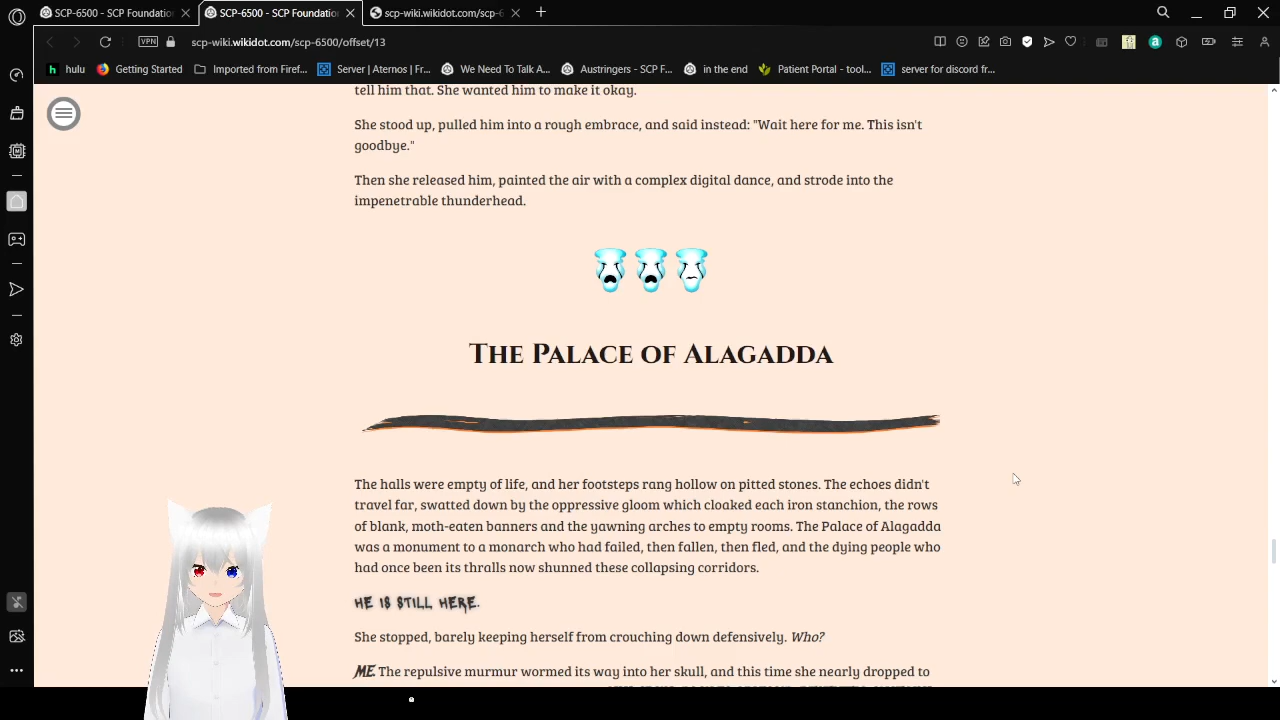 SCP-6500 - SCP Foundation
SCP-6500 - SCP Foundation
scp-wiki.wikidot.com/scp-6
VPN
scp-wiki.wikidot.com/scp-6500/offset/13
hulu
Getting Started
Imported from Firef...
Server | Aternos | Fr...
We Need To Talk A...
Austringers - SCP F...
in the end
Patient Portal - tool...
server for discord fr...
tell him that. She wanted him to make it okay.
She stood up, pulled him into a rough embrace, and said instead: "Wait here for me. This isn't
goodbye."
Then she released him, painted the air with a complex digital dance, and strode into the
impenetrable thunderhead.
The Palace of Alagadda
The halls were empty of life, and her footsteps rang hollow on pitted stones. The echoes didn't
travel far, swatted down by the oppressive gloom which cloaked each iron stanchion, the rows
of blank, moth-eaten banners and the yawning arches to empty rooms. The Palace of Alagadda
was a monument to a monarch who had failed, then fallen, then fled, and the dying people who
had once been its thralls now shunned these collapsing corridors.
HE IS STILL HERE.
She stopped, barely keeping herself from crouching down defensively. Who?
ME. The repulsive murmur wormed its way into her skull, and this time she nearly dropped to